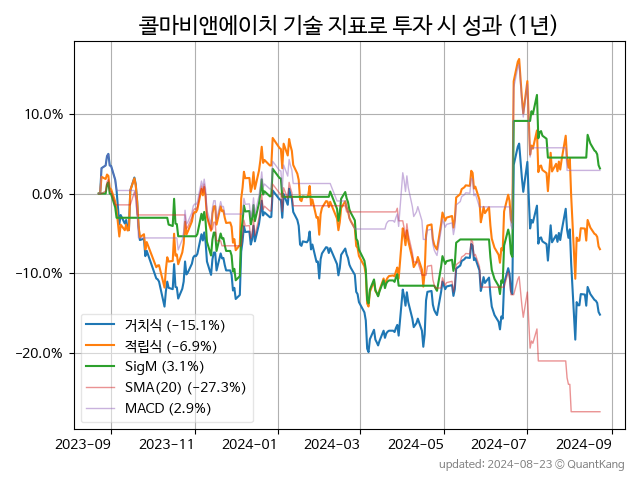 콜마비앤에이치 기술 지표로 투자 시 성과 (1년)
10.0%
0.0%
−10.0%
−20.0%
거치식 (−15.1%)
적립식 (−6.9%)
SigM (3.1%)
SMA(20) (−27.3%)
MACD (2.9%)
2023-09
2023-11
2024-01
2024-03
2024-05
2024-07
2024-09
updated: 2024-08-23 ⓒ QuantKang